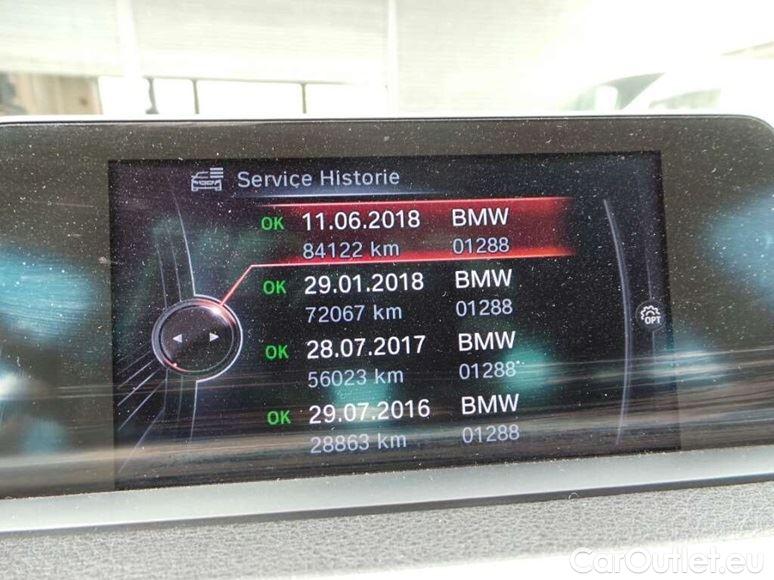 Service Historie
OK 11.06.2018 BMW
84122 km 01288
OK 29.01.2018 BMW
72067 km 01288
OPT
OK 28.07.2017 BMW
56023 km 01288
OK 29.07.2016 BMW
28863 km 01288
CarOutlet.eu